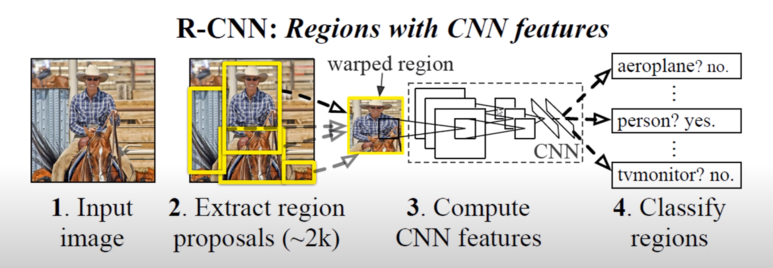 R-CNN: Regions with CNN features
warped region
aeroplane? no.
⋮
person? yes.
⋮
tvmonitor? no.
CNN
1. Input
image
2. Extract region
proposals (~2k)
3. Compute
CNN features
4. Classify
regions